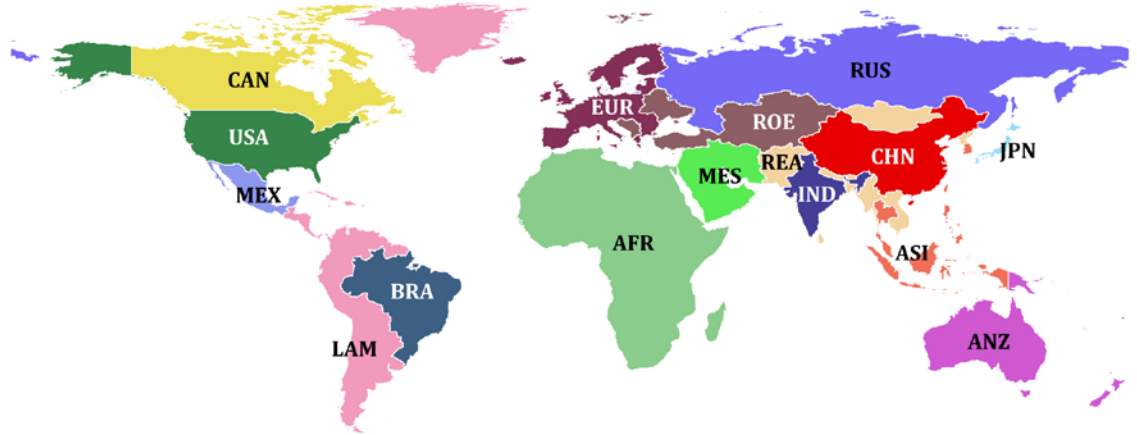 CAN
RUS
EUR
ROE
USA
CHN
JPN
REA
MES
MEX
IND
AFR
ASI
BRA
ANZ
LAM